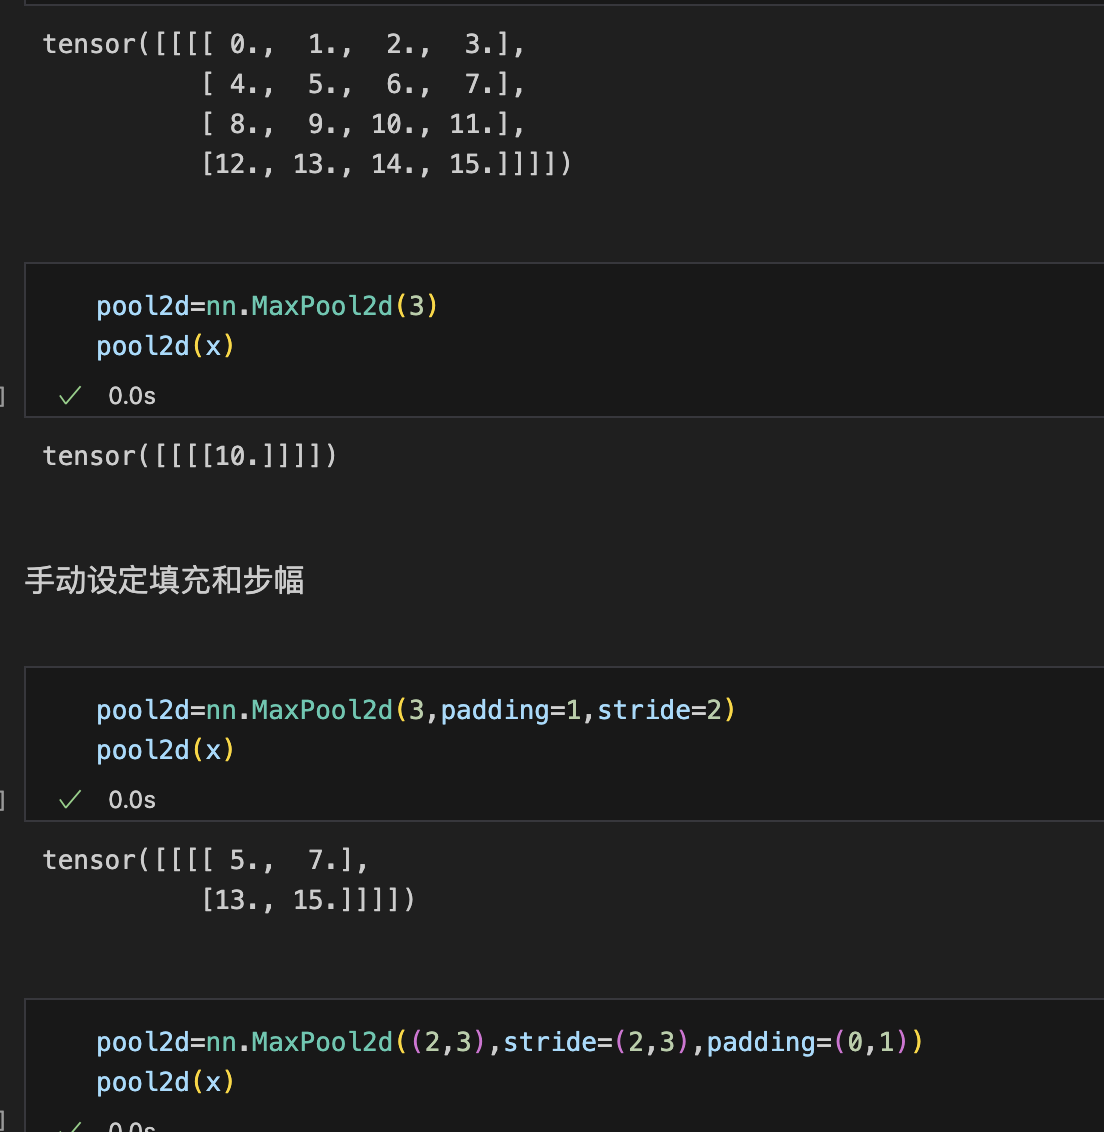 tensor([[[[ 0.,  1.,  2.,  3.],
          [ 4.,  5.,  6.,  7.],
          [ 8.,  9., 10., 11.],
          [12., 13., 14., 15.]]]])
pool2d=nn.MaxPool2d(3)
pool2d(x)
✓ 0.0s
tensor([[[[10.]]]])
手动设定填充和步幅
pool2d=nn.MaxPool2d(3,padding=1,stride=2)
pool2d(x)
✓ 0.0s
tensor([[[[ 5.,  7.],
          [13., 15.]]]])
pool2d=nn.MaxPool2d((2,3),stride=(2,3),padding=(0,1))
pool2d(x)
✓ 0.0s